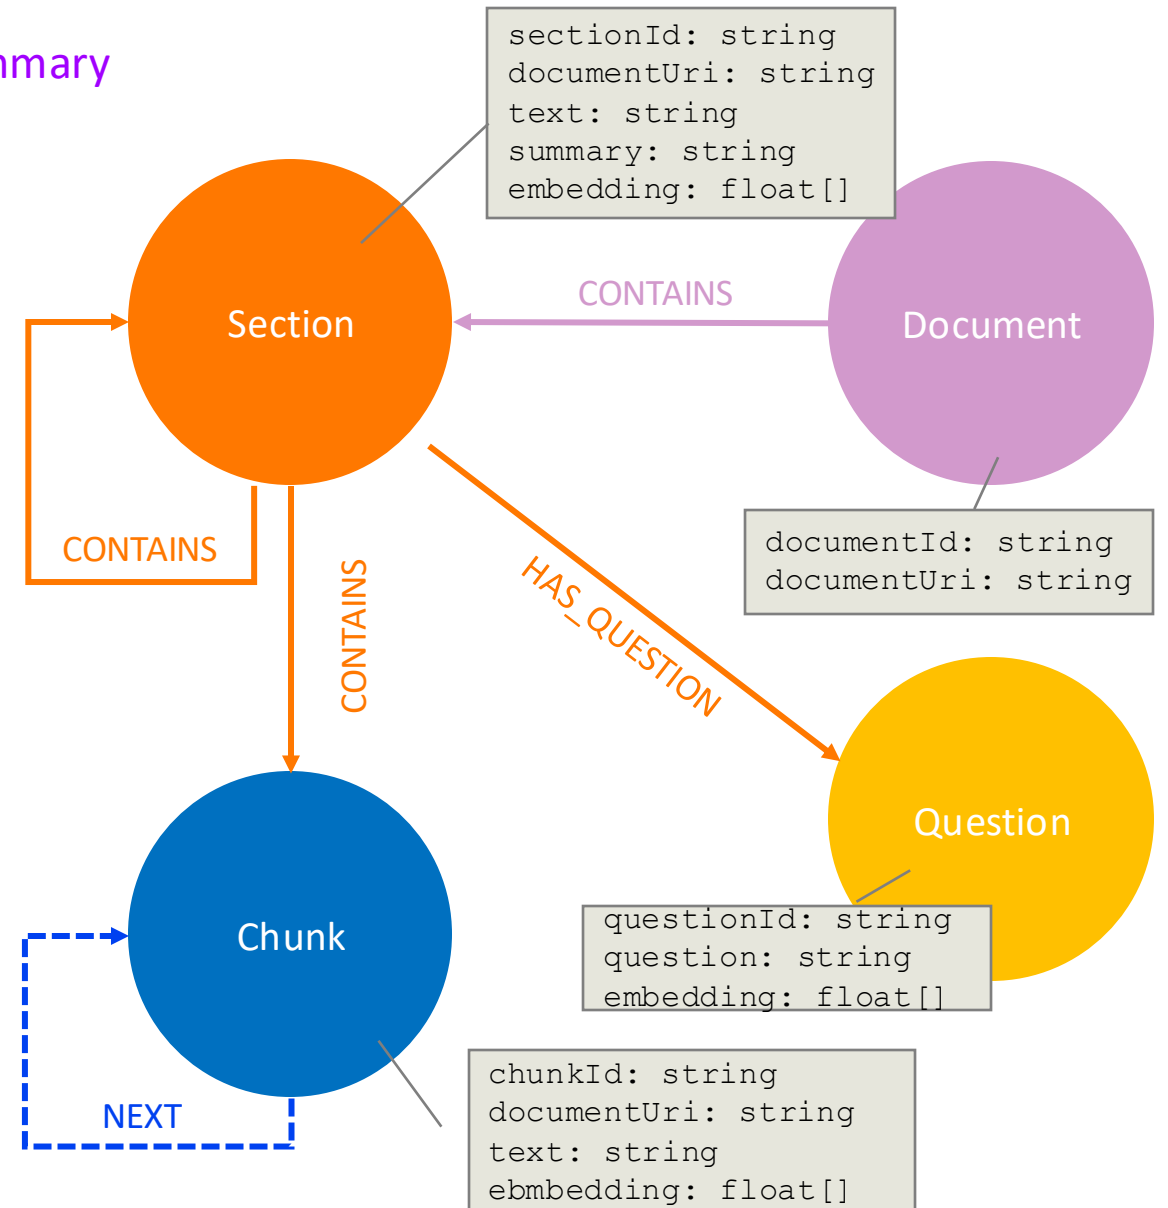 mmary
sectionId: string
documentUri: string
text: string
summary: string
embedding: float[]
Section
CONTAINS
Document
CONTAINS
CONTAINS
HAS_QUESTION
documentId: string
documentUri: string
Question
questionId: string
question: string
embedding: float[]
Chunk
NEXT
chunkId: string
documentUri: string
text: string
ebmbedding: float[]